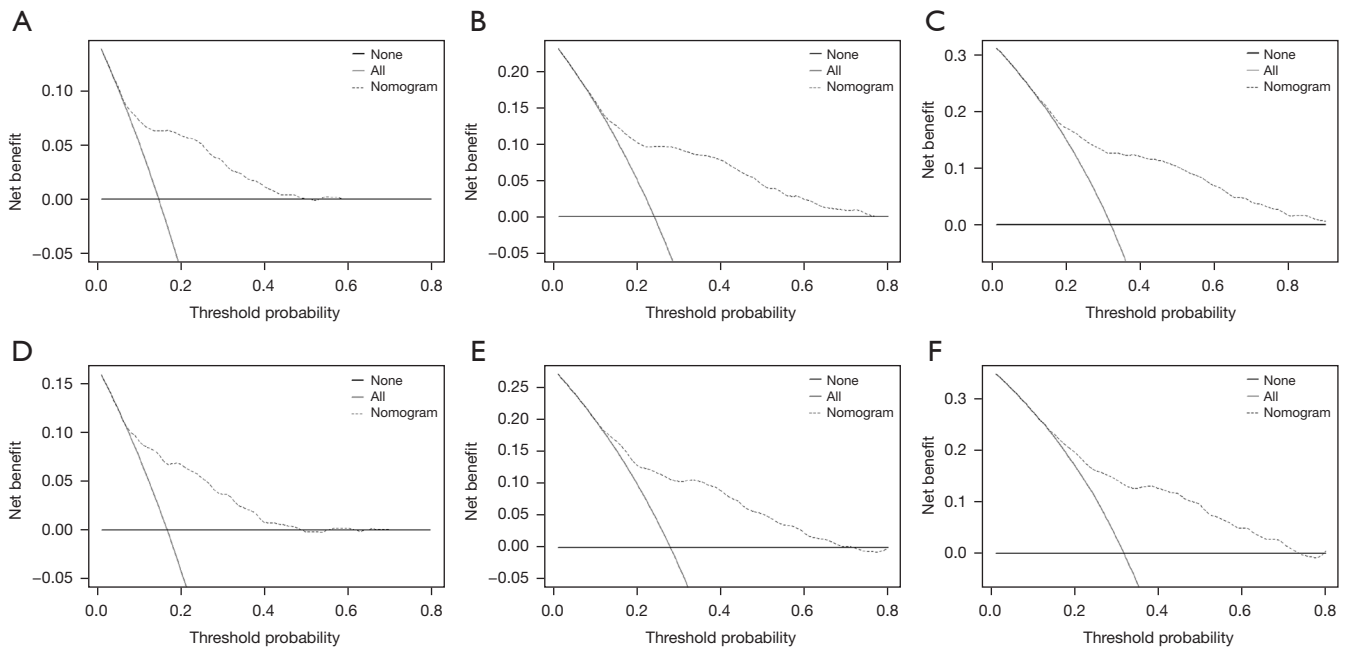 A
None
All
Nomogram
0.10
0.05
0.00
−0.05
Net benefit
0.0 0.2 0.4 0.6 0.8
Threshold probability
B
None
All
Nomogram
0.20
0.15
0.10
0.05
0.00
−0.05
Net benefit
0.0 0.2 0.4 0.6 0.8
Threshold probability
C
None
All
Nomogram
0.3
0.2
0.1
0.0
Net benefit
0.0 0.2 0.4 0.6 0.8
Threshold probability
D
None
All
Nomogram
0.15
0.10
0.05
0.00
−0.05
Net benefit
0.0 0.2 0.4 0.6 0.8
Threshold probability
E
None
All
Nomogram
0.25
0.20
0.15
0.10
0.05
0.00
−0.05
Net benefit
0.0 0.2 0.4 0.6 0.8
Threshold probability
F
None
All
Nomogram
0.3
0.2
0.1
0.0
Net benefit
0.0 0.2 0.4 0.6 0.8
Threshold probability